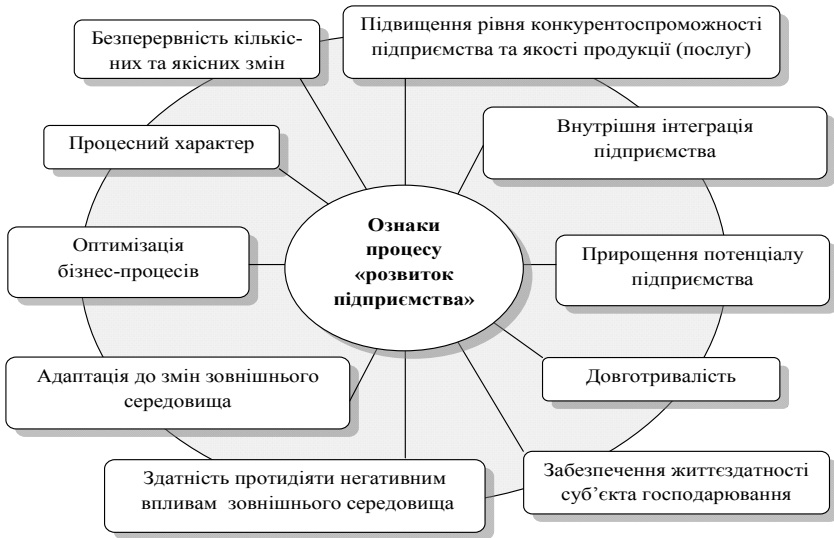 Безперервність кількіс-
них та якісних змін
Підвищення рівня конкурентоспроможності
підприємства та якості продукції (послуг)
Процесний характер
Внутрішня інтеграція
підприємства
Ознаки
процесу
«розвиток
підприємства»
Оптимізація
бізнес-процесів
Прирощення потенціалу
підприємства
Адаптація до змін зовнішнього
середовища
Довготривалість
Здатність протидіяти негативним
впливам зовнішнього середовища
Забезпечення життєздатності
суб’єкта господарювання